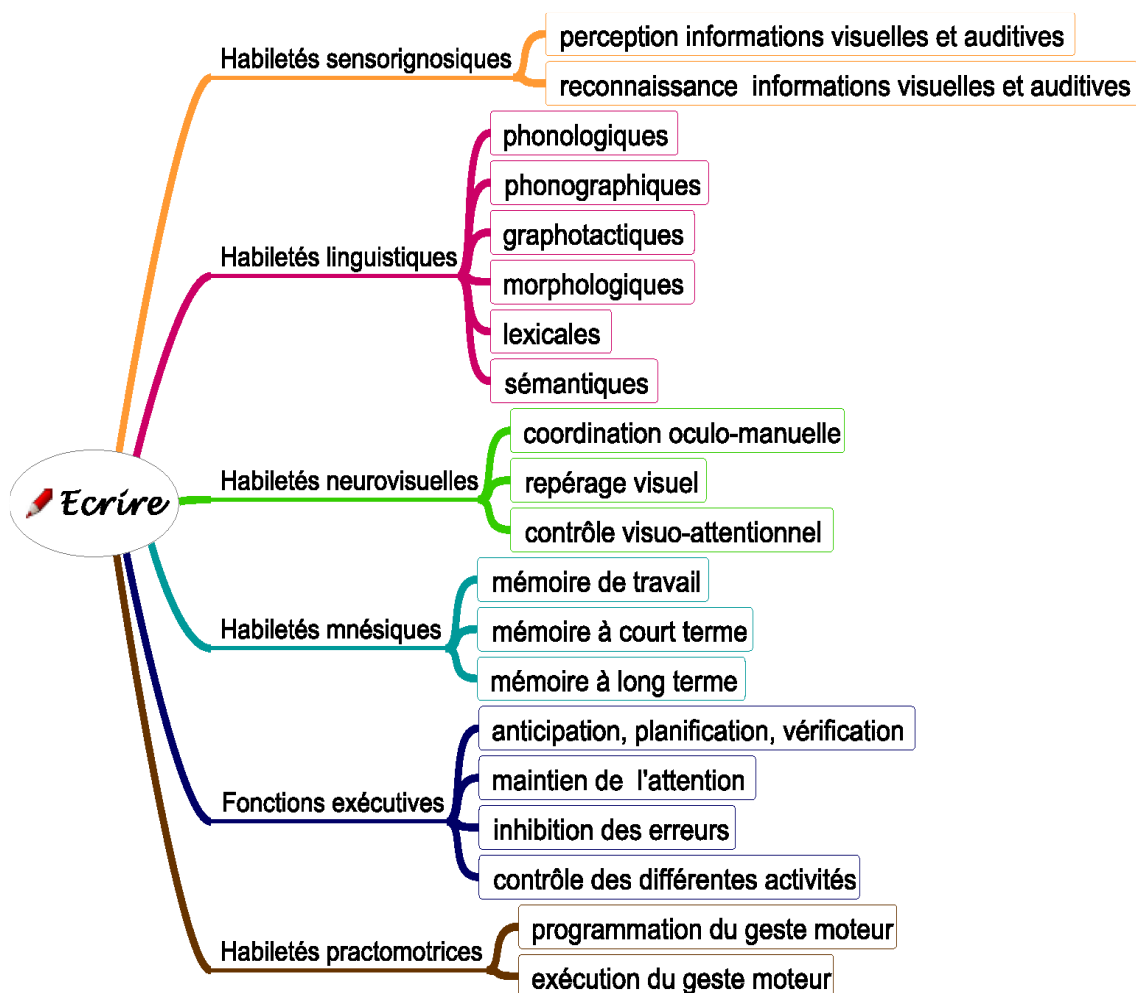 Ecrire
Habiletés sensorignosiques
perception informations visuelles et auditives
reconnaissance informations visuelles et auditives
Habiletés linguistiques
phonologiques
phonographiques
graphotactiques
morphologiques
lexicales
sémantiques
Habiletés neurovisuelles
coordination oculo-manuelle
repérage visuel
contrôle visuo-attentionnel
Habiletés mnésiques
mémoire de travail
mémoire à court terme
mémoire à long terme
Fonctions exécutives
anticipation, planification, vérification
maintien de l'attention
inhibition des erreurs
contrôle des différentes activités
Habiletés practomotrices
programmation du geste moteur
exécution du geste moteur